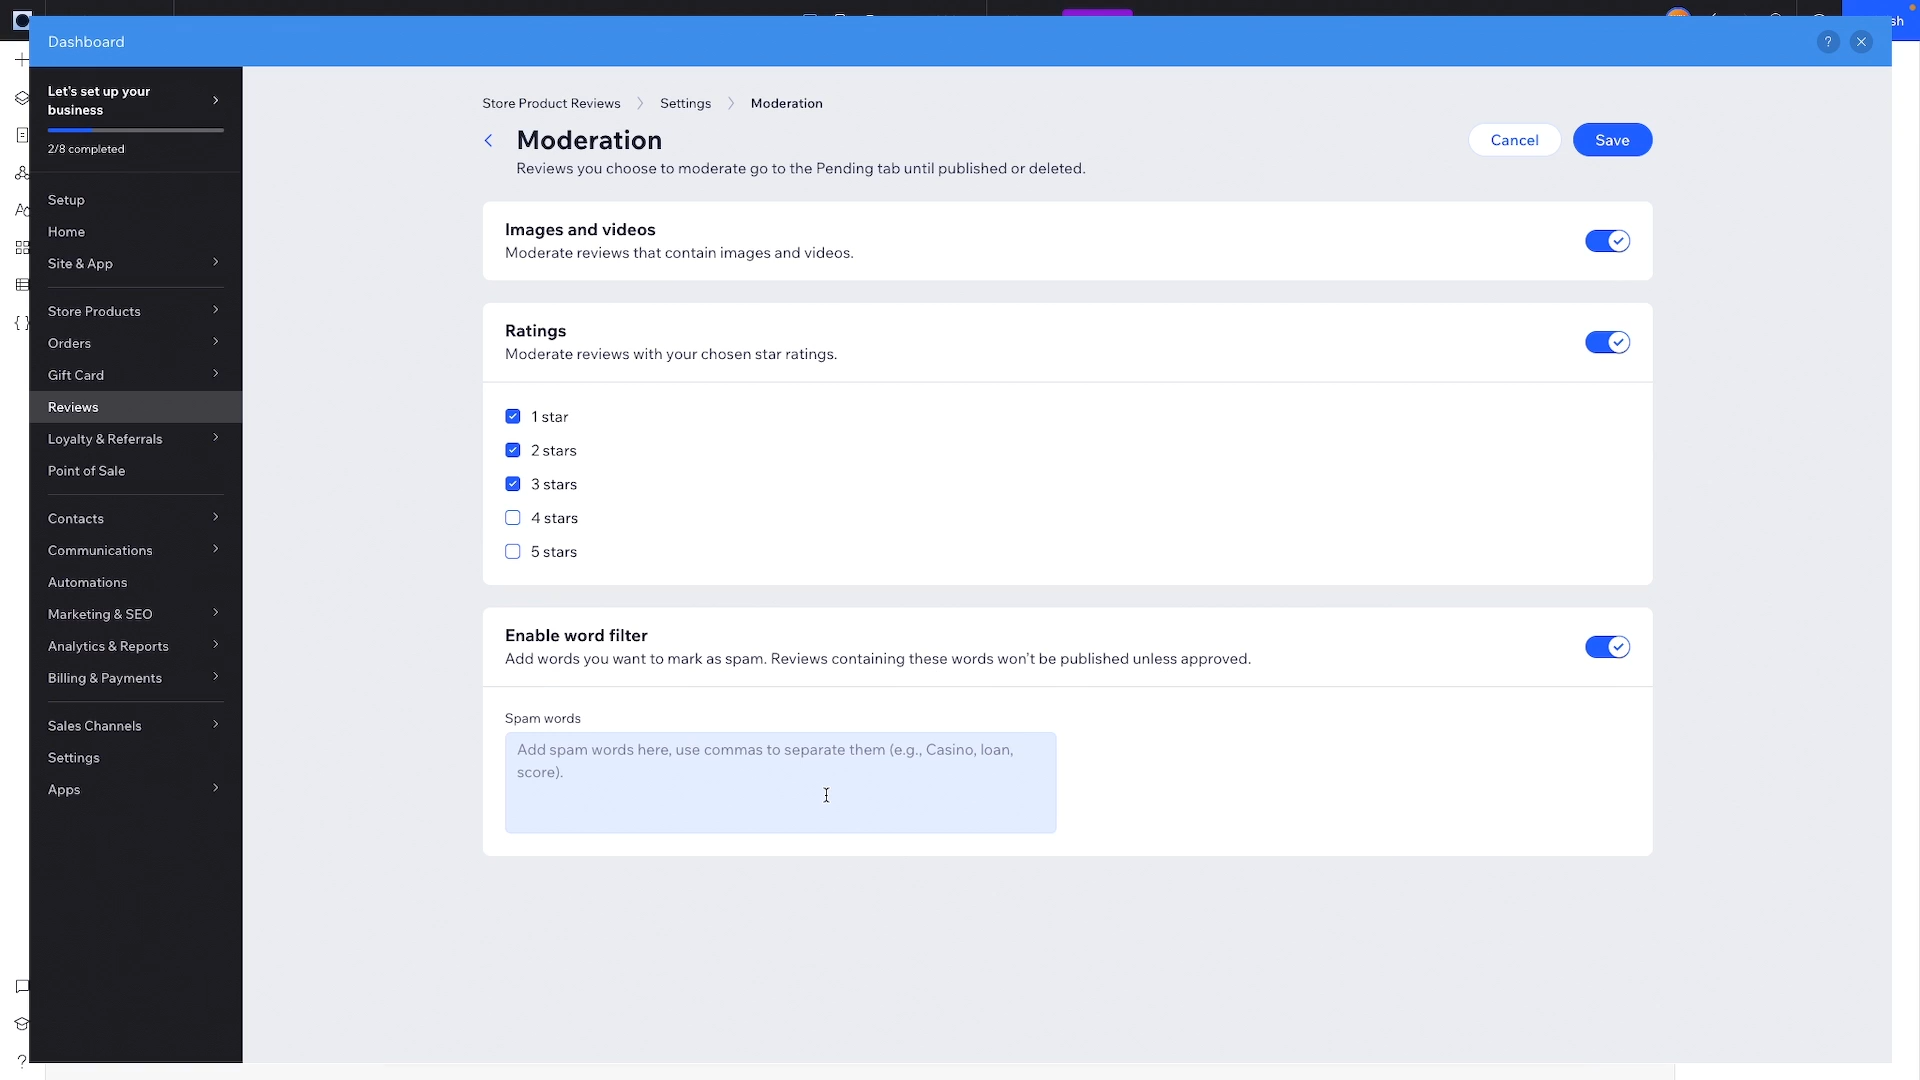 sh
Dashboard
?
Let's set up your
business
2/8 completed
Setup
Home
Site & App
Store Products
Orders
Gift Card
Reviews
Loyalty & Referrals
Point of Sale
Contacts
Communications
Automations
Marketing & SEO
Analytics & Reports
Billing & Payments
Sales Channels
Settings
Apps
Store Product Reviews
Settings
Moderation
Moderation
Reviews you choose to moderate go to the Pending tab until published or deleted.
Cancel
Save
Images and videos
Moderate reviews that contain images and videos.
Ratings
Moderate reviews with your chosen star ratings.
1 star
2 stars
3 stars
4 stars
5 stars
Enable word filter
Add words you want to mark as spam. Reviews containing these words won't be published unless approved.
Spam words
Add spam words here, use commas to separate them (e.g., Casino, loan,
score).